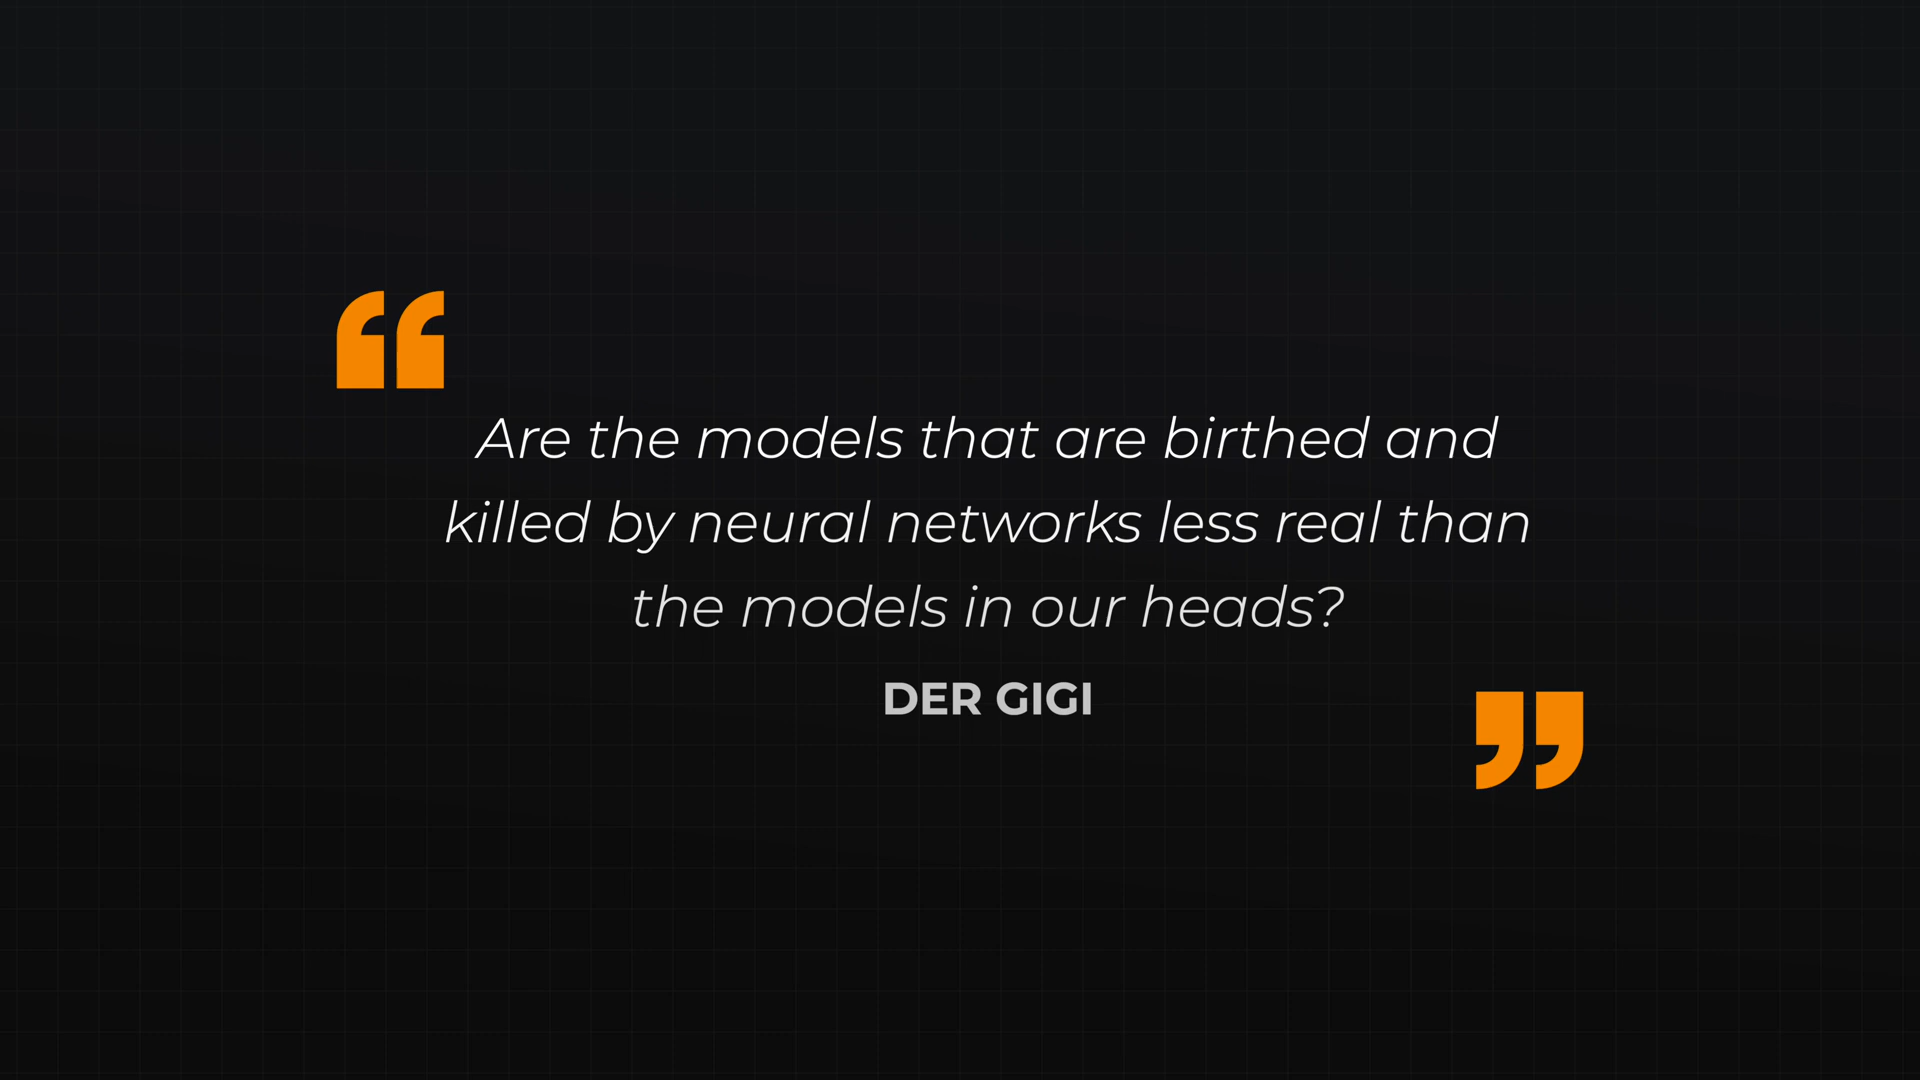 “
Are the models that are birthed and
killed by neural networks less real than
the models in our heads?
DER GIGI
”